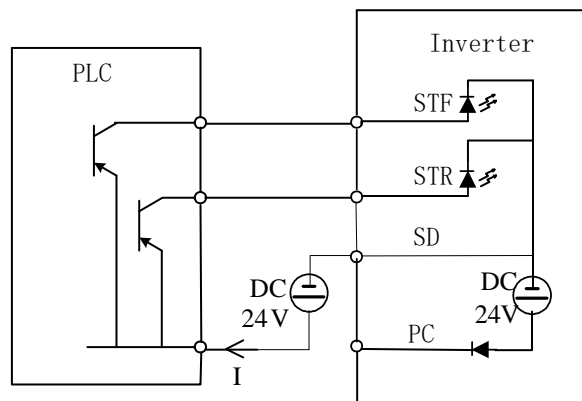 Inverter
PLC
STF
STR
SD
DC
24V
DC
24V
PC
I